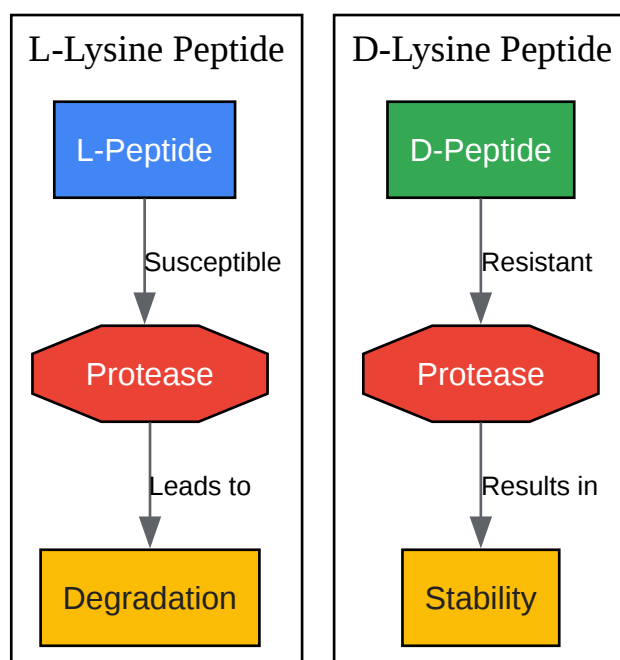 L-Lysine Peptide
L-Peptide
Susceptible
Protease
Leads to
Degradation
D-Lysine Peptide
D-Peptide
Resistant
Protease
Results in
Stability